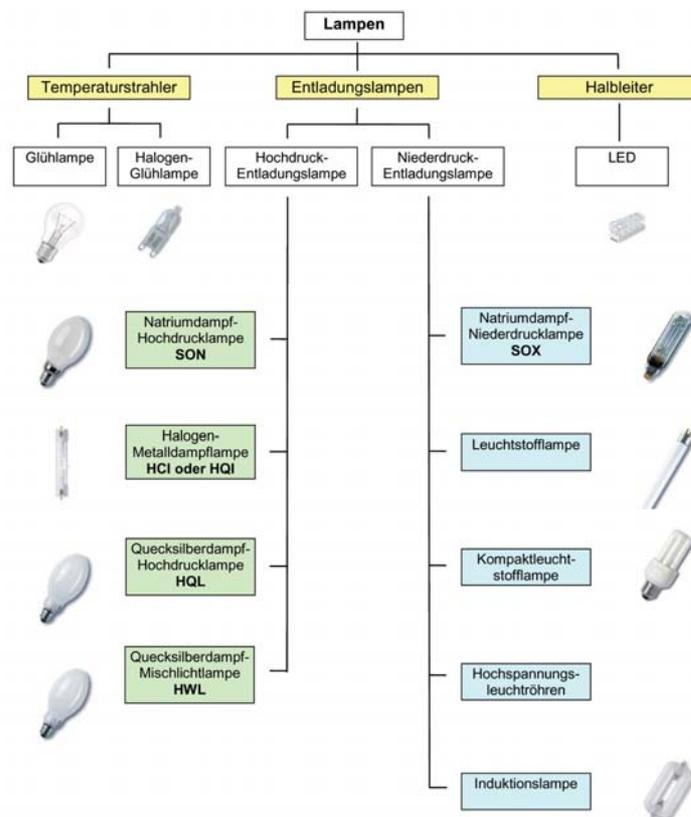 Lampen
Temperaturstrahler
Entladungslampen
Halbleiter
Glühlampe
Halogen-
Glühlampe
Hochdruck-
Entladungslampe
Niederdruck-
Entladungslampe
LED
Natriumdampf-
Hochdrucklampe
SON
Natriumdampf-
Niederdrucklampe
SOX
Halogen-
Metalldampflampe
HCI oder HQI
Leuchtstofflampe
Quecksilberdampf-
Hochdrucklampe
HQL
Kompaktleucht-
stofflampe
Quecksilberdampf-
Mischlichtlampe
HWL
Hochspannungs-
leuchtröhren
Induktionslampe